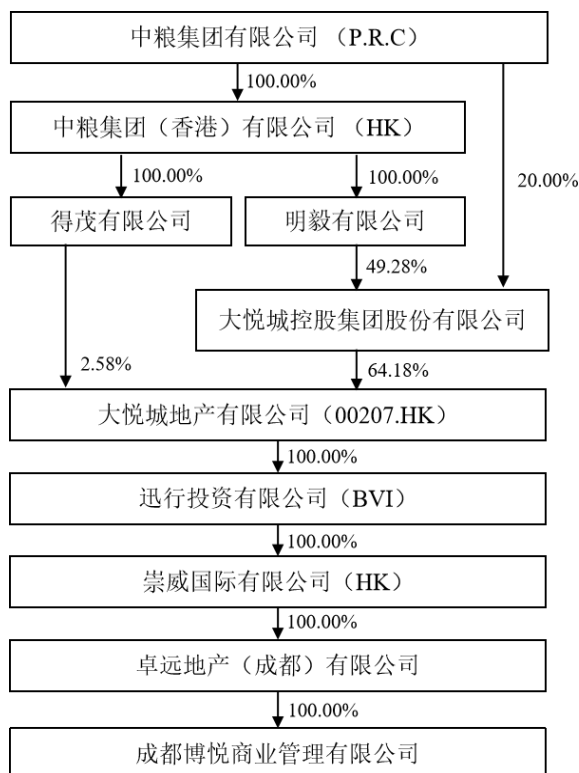 中粮集团有限公司 （P.R.C）
100.00%
中粮集团（香港）有限公司 （HK）
100.00%
100.00%
20.00%
得茂有限公司
明毅有限公司
49.28%
大悦城控股集团股份有限公司
2.58%
64.18%
大悦城地产有限公司（00207.HK）
100.00%
迅行投资有限公司（BVI）
100.00%
崇威国际有限公司（HK）
100.00%
卓远地产（成都）有限公司
100.00%
成都博悦商业管理有限公司